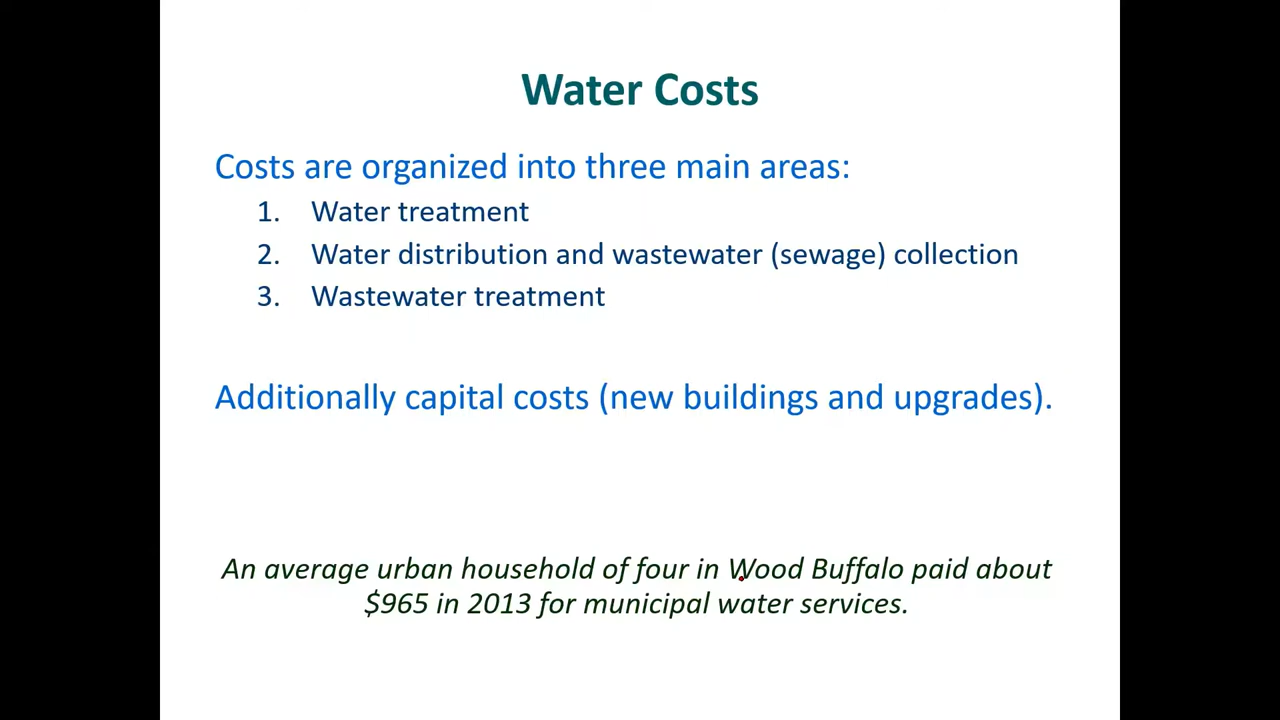 Water Costs
Costs are organized into three main areas:
1. Water treatment
2. Water distribution and wastewater (sewage) collection
3. Wastewater treatment
Additionally capital costs (new buildings and upgrades).
An average urban household of four in Wood Buffalo paid about
$965 in 2013 for municipal water services.